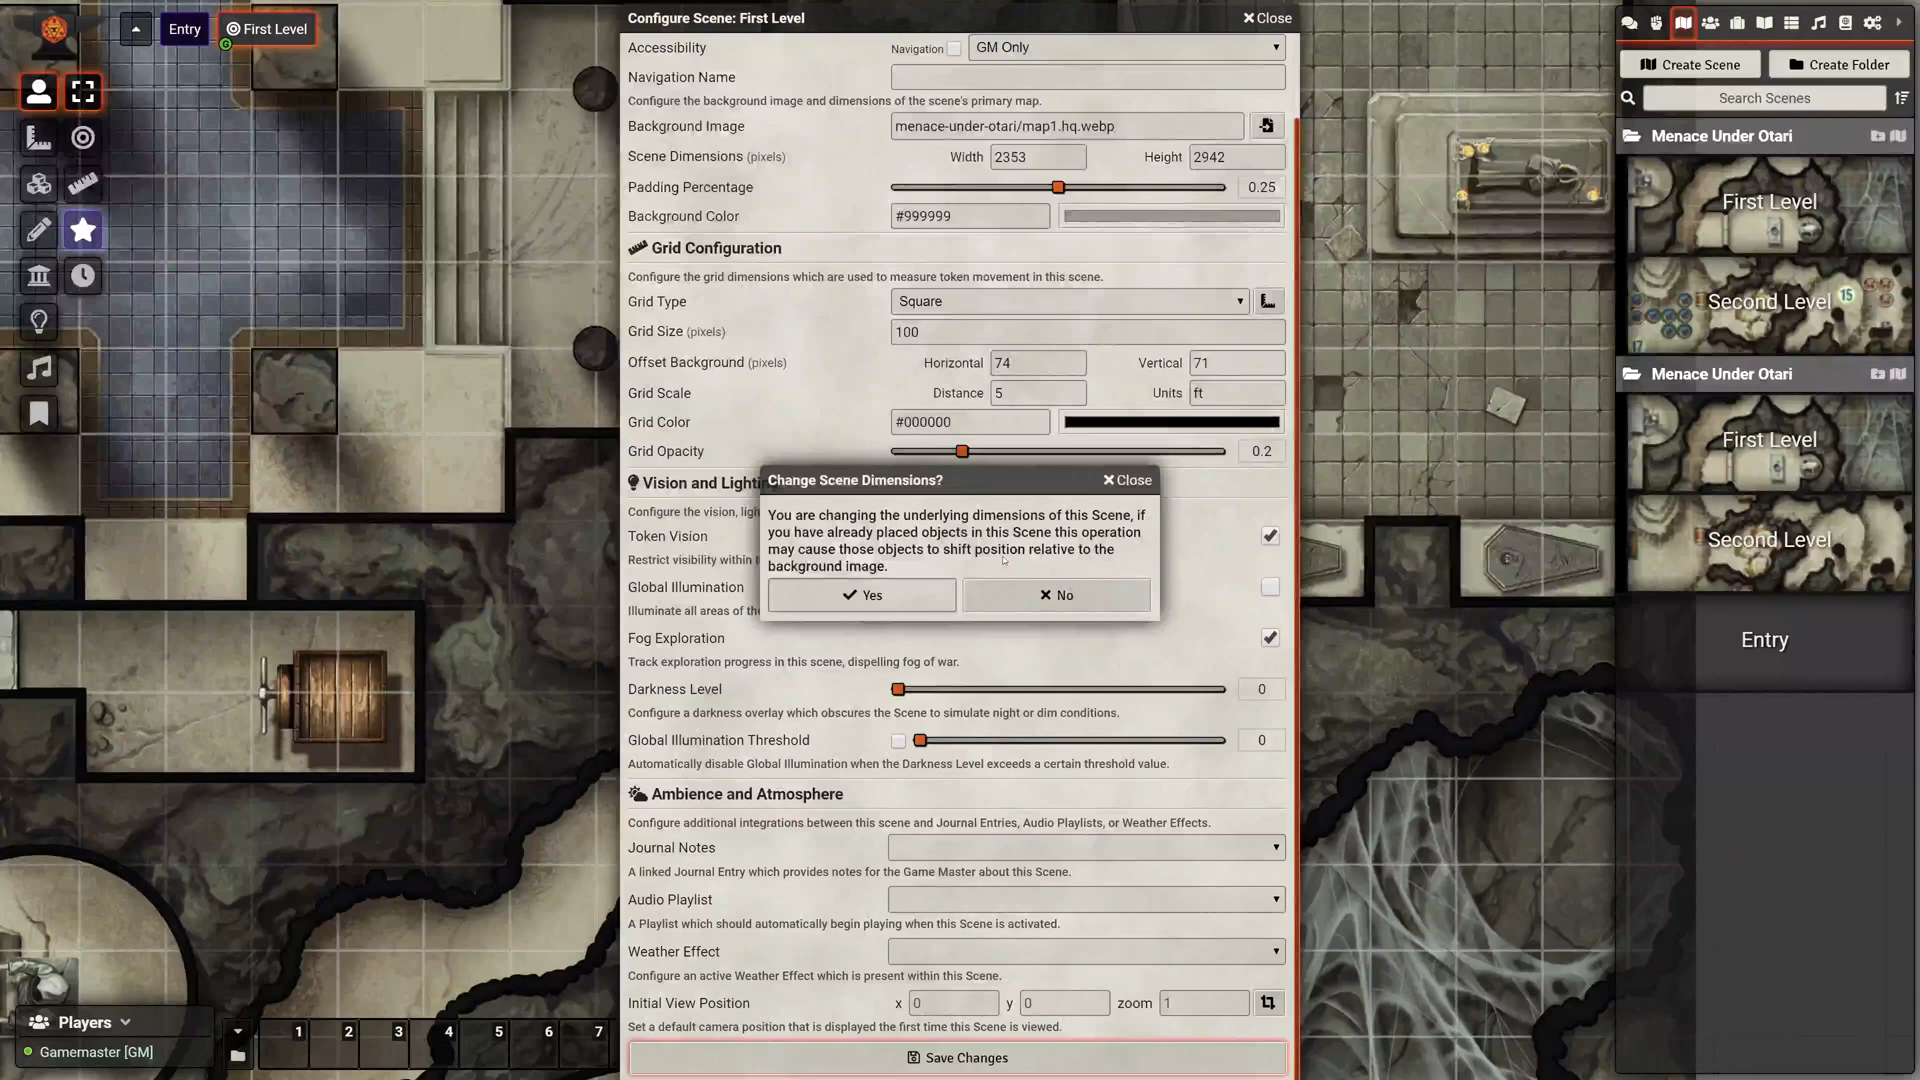 Entry
First Level
G
Configure Scene: First Level
Close
Accessibility
Navigation
GM Only
Navigation Name
Configure the background image and dimensions of the scene's primary map.
Background Image
menace-under-otari/map1.hq.webp
Scene Dimensions (pixels)
Width 2353
Height 2942
Padding Percentage
0.25
Background Color
#999999
Grid Configuration
Configure the grid dimensions which are used to measure token movement in this scene.
Grid Type
Square
Grid Size (pixels)
100
Offset Background (pixels)
Horizontal 74
Vertical 71
Grid Scale
Distance 5
Units ft
Grid Color
#000000
Grid Opacity
0.2
Vision and Lighting
Configure the vision, lig
Token Vision
Restrict visibility within
Global Illumination
Illuminate all areas of the
Change Scene Dimensions?
Close
You are changing the underlying dimensions of this Scene, if
you have already placed objects in this Scene this operation
may cause those objects to shift position relative to the
background image.
Yes
No
Fog Exploration
Track exploration progress in this scene, dispelling fog of war.
Darkness Level
0
Configure a darkness overlay which obscures the Scene to simulate night or dim conditions.
Global Illumination Threshold
0
Automatically disable Global Illumination when the Darkness Level exceeds a certain threshold value.
Ambience and Atmosphere
Configure additional integrations between this scene and Journal Entries, Audio Playlists, or Weather Effects.
Journal Notes
A linked Journal Entry which provides notes for the Game Master about this Scene.
Audio Playlist
A Playlist which should automatically begin playing when this Scene is activated.
Weather Effect
Configure an active Weather Effect which is present within this Scene.
Initial View Position
x 0
y 0
zoom 1
Set a default camera position that is displayed the first time this Scene is viewed.
Save Changes
Players
Gamemaster [GM]
1 2 3 4 5 6 7
Create Scene
Create Folder
Search Scenes
Menace Under Otari
First Level
Second Level
15
17
Menace Under Otari
First Level
Second Level
Entry